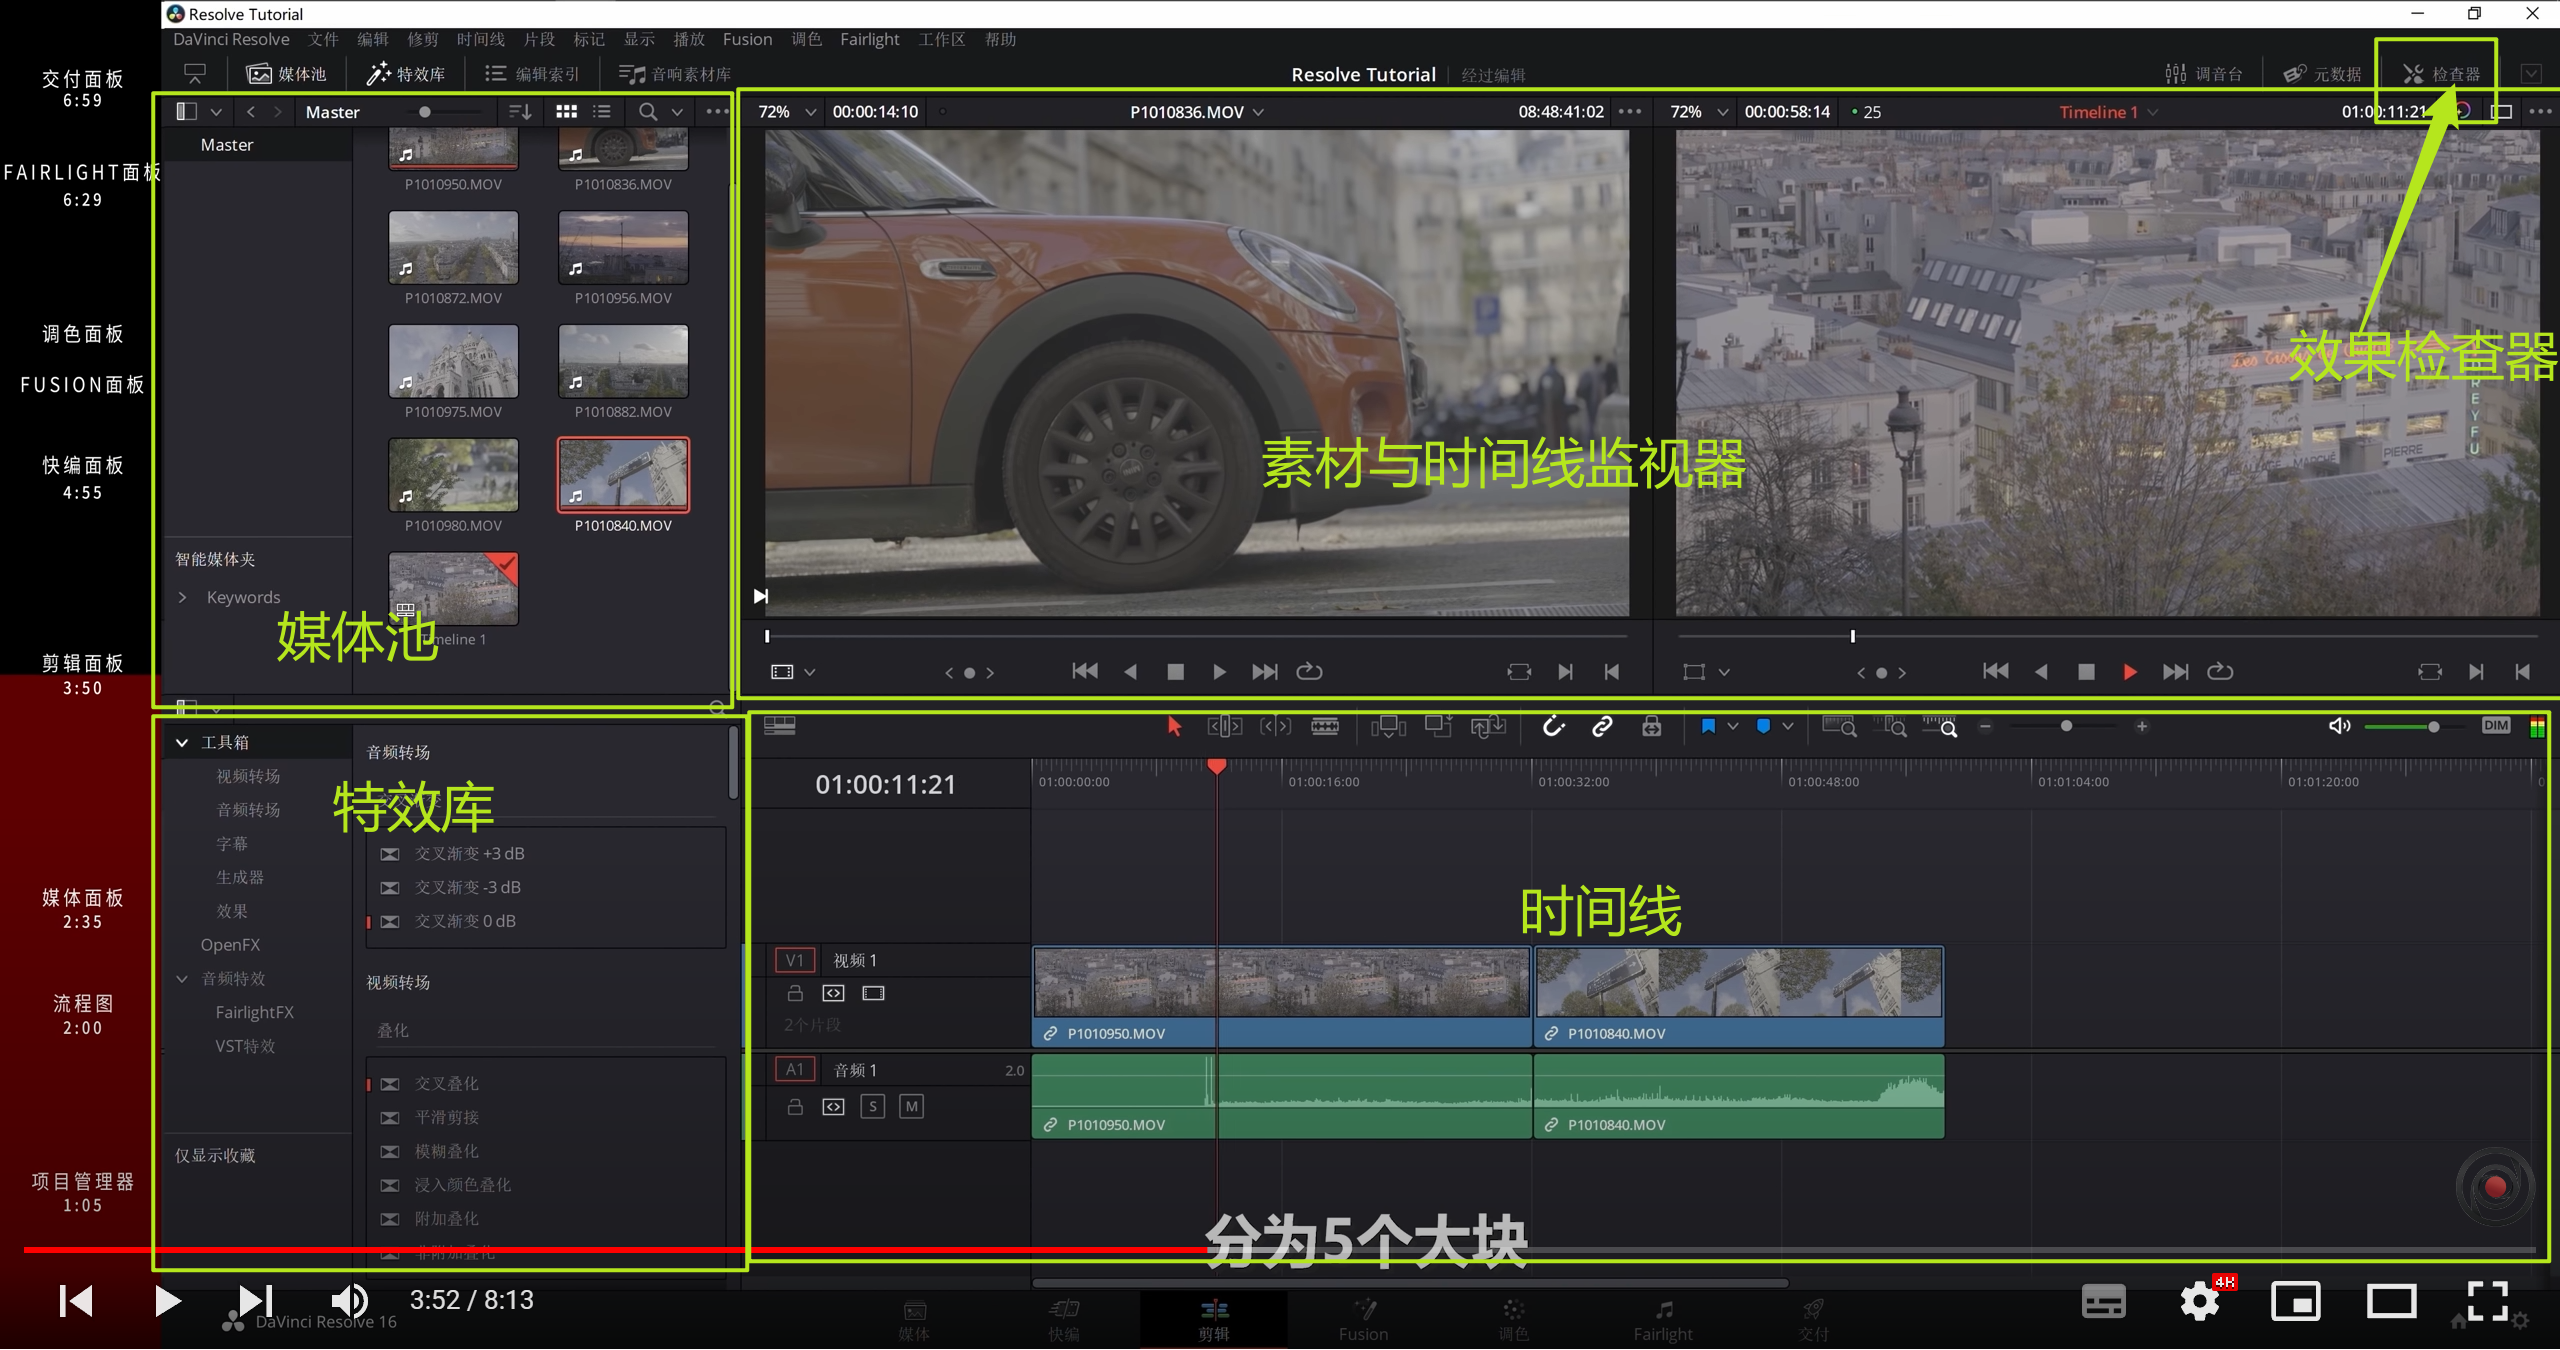 Resolve Tutorial
DaVinci Resolve 文件 编辑 修剪 时间线 片段 标记 显示 播放 Fusion 调色 Fairlight 工作区 帮助
媒体池 特效库 编辑索引 音响素材库 Resolve Tutorial 经过编辑 调音台 元数据 检查器
交付面板
6:59
FAIRLIGHT面板
6:29
调色面板
FUSION面板
快编面板
4:55
剪辑面板
3:50
媒体面板
2:35
流程图
2:00
项目管理器
1:05
Master
Master
P1010950.MOV P1010836.MOV
P1010872.MOV P1010956.MOV
P1010975.MOV P1010882.MOV
P1010980.MOV P1010840.MOV
Timeline 1
智能媒体夹
Keywords
媒体池
72% 00:00:14:10 P1010836.MOV 08:48:41:02
72% 00:00:58:14 25 Timeline 1 01:00:11:21
素材与时间线监视器
效果检查器
PIERRE
工具箱
视频转场
音频转场
字幕
生成器
效果
OpenFX
音频特效
FairlightFX
VST特效
仅显示收藏
特效库
音频转场
交叉渐变 +3 dB
交叉渐变 -3 dB
交叉渐变 0 dB
视频转场
叠化
交叉叠化
平滑剪接
模糊叠化
浸入颜色叠化
附加叠化
非附加叠化
DIM
01:00:11:21
01:00:00:00 01:00:16:00 01:00:32:00 01:00:48:00 01:01:04:00 01:01:20:00
时间线
V1 视频 1
2个片段
P1010950.MOV P1010840.MOV
A1 音频 1 2.0
S M
P1010950.MOV P1010840.MOV
分为5个大块
3:52 / 8:13
4K
DaVinci Resolve 16
媒体 快编 剪辑 Fusion 调色 Fairlight 交付